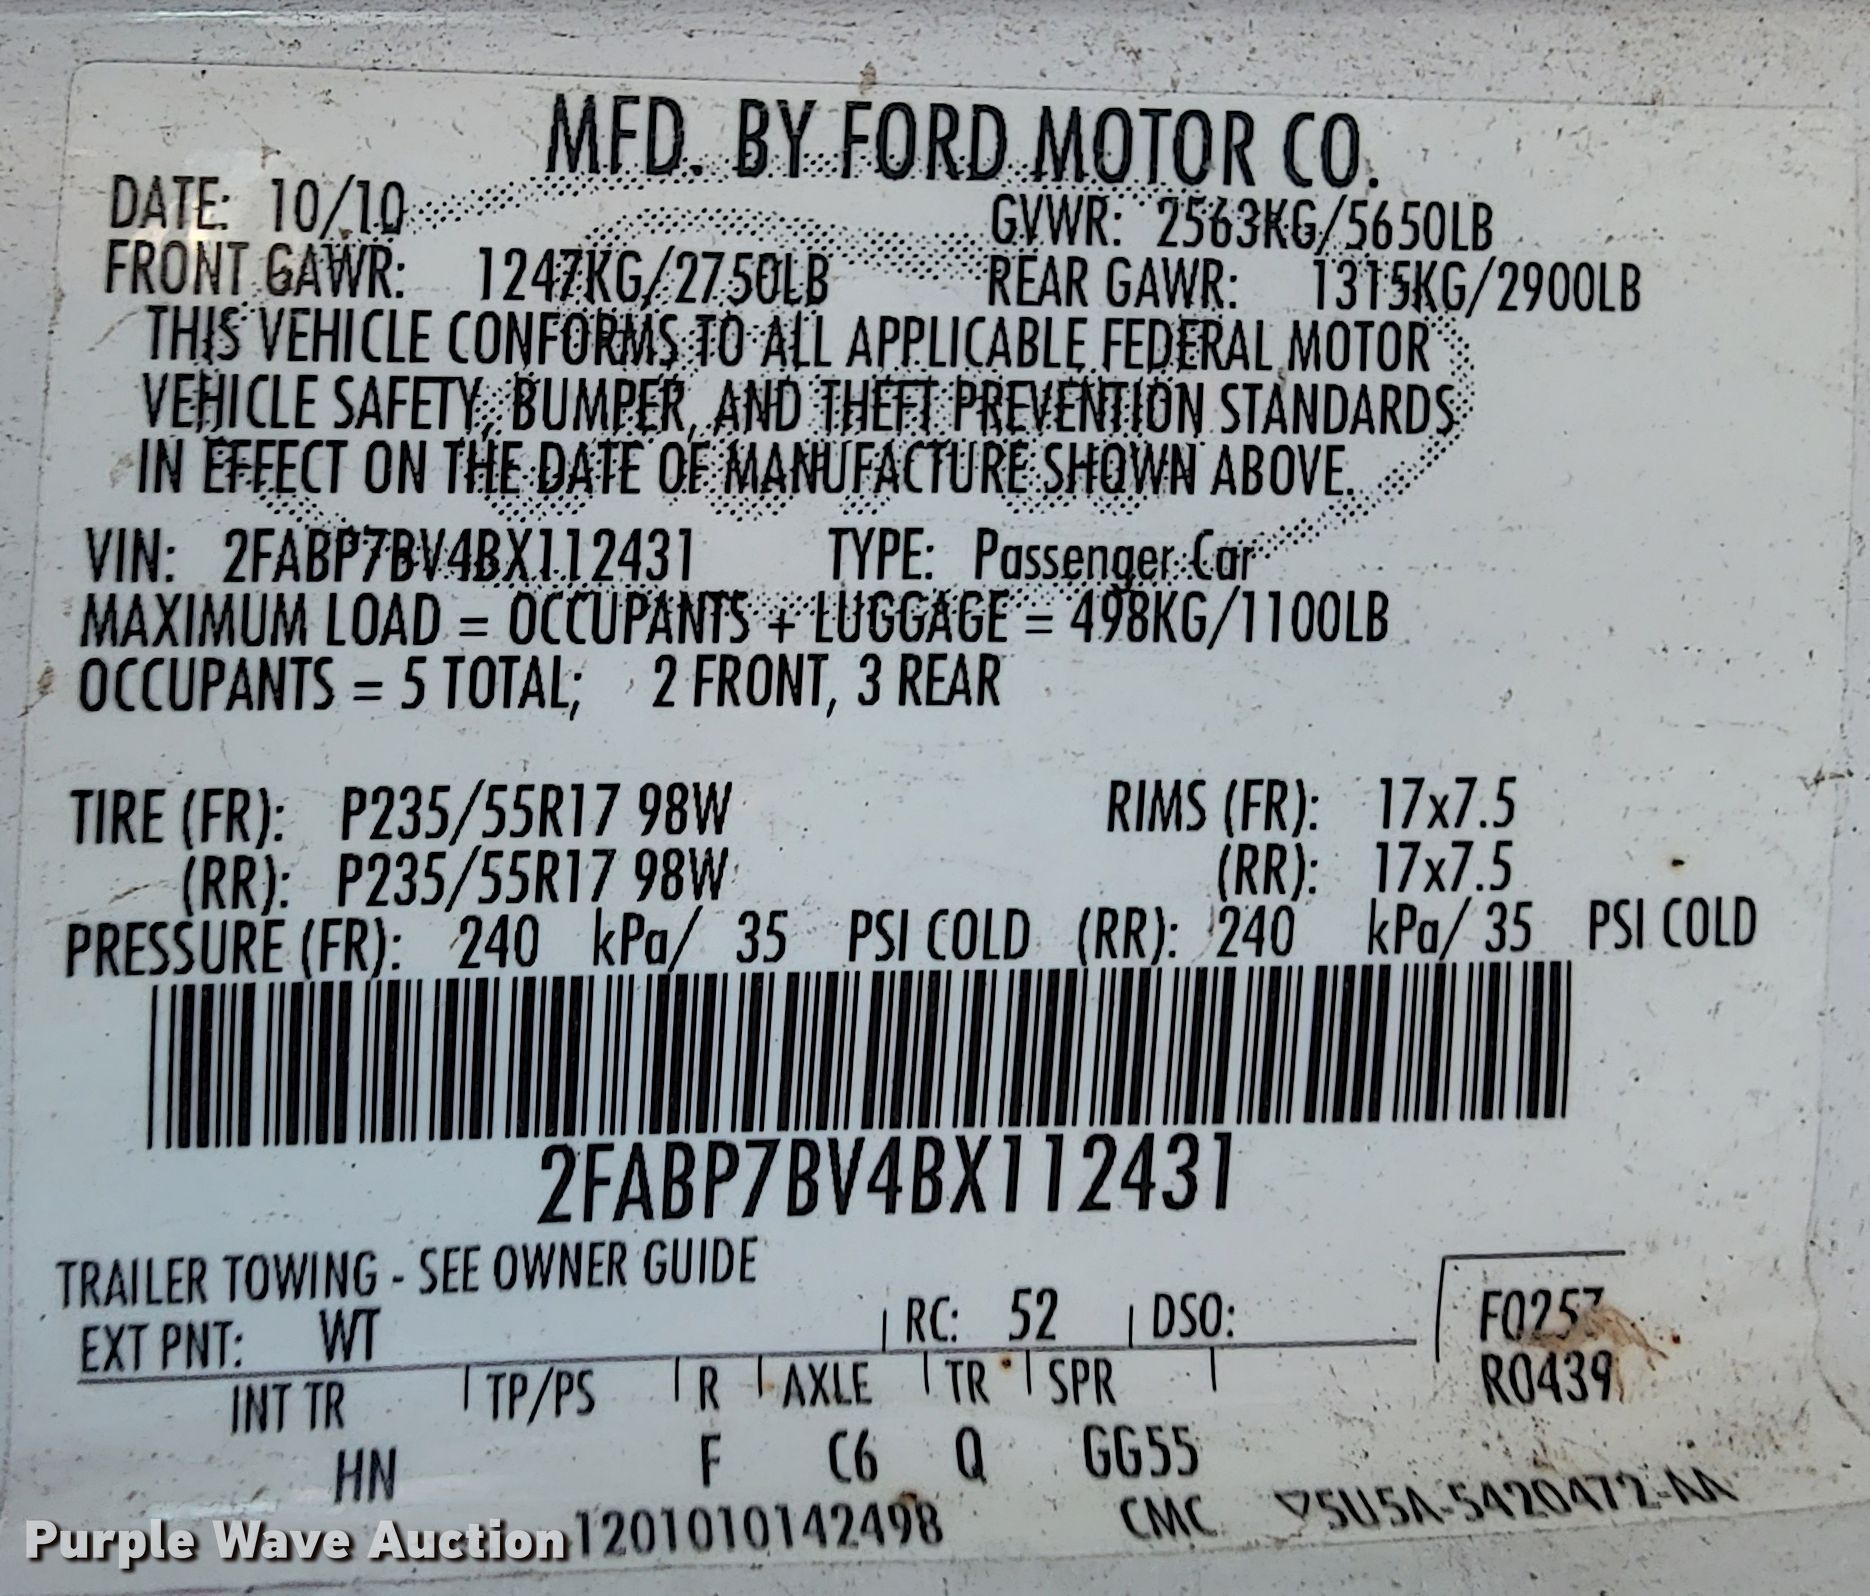 MFD. BY FORD MOTOR CO.
DATE: 10/10 GVWR: 2563KG/5650LB
FRONT GAWR: 1247KG/2750LB REAR GAWR: 1315KG/2900LB
THIS VEHICLE CONFORMS TO ALL APPLICABLE FEDERAL MOTOR
VEHICLE SAFETY, BUMPER, AND THEFT PREVENTION STANDARDS
IN EFFECT ON THE DATE OF MANUFACTURE SHOWN ABOVE.
VIN: 2FABP7BV4BX112431 TYPE: Passenger Car
MAXIMUM LOAD = OCCUPANTS + LUGGAGE = 498KG/1100LB
OCCUPANTS = 5 TOTAL; 2 FRONT, 3 REAR
TIRE (FR): P235/55R17 98W RIMS (FR): 17x7.5
(RR): P235/55R17 98W (RR): 17x7.5
PRESSURE (FR): 240 kPa/ 35 PSI COLD (RR): 240 kPa/ 35 PSI COLD
2FABP7BV4BX112431
TRAILER TOWING - SEE OWNER GUIDE
EXT PNT: WT RC: 52 DSO:
INT TR TP/PS R AXLE TR SPR
R0439
HN F C6 Q GG55
1201010142498 CMC 5U5A-5420472-AA
Purple Wave Auction